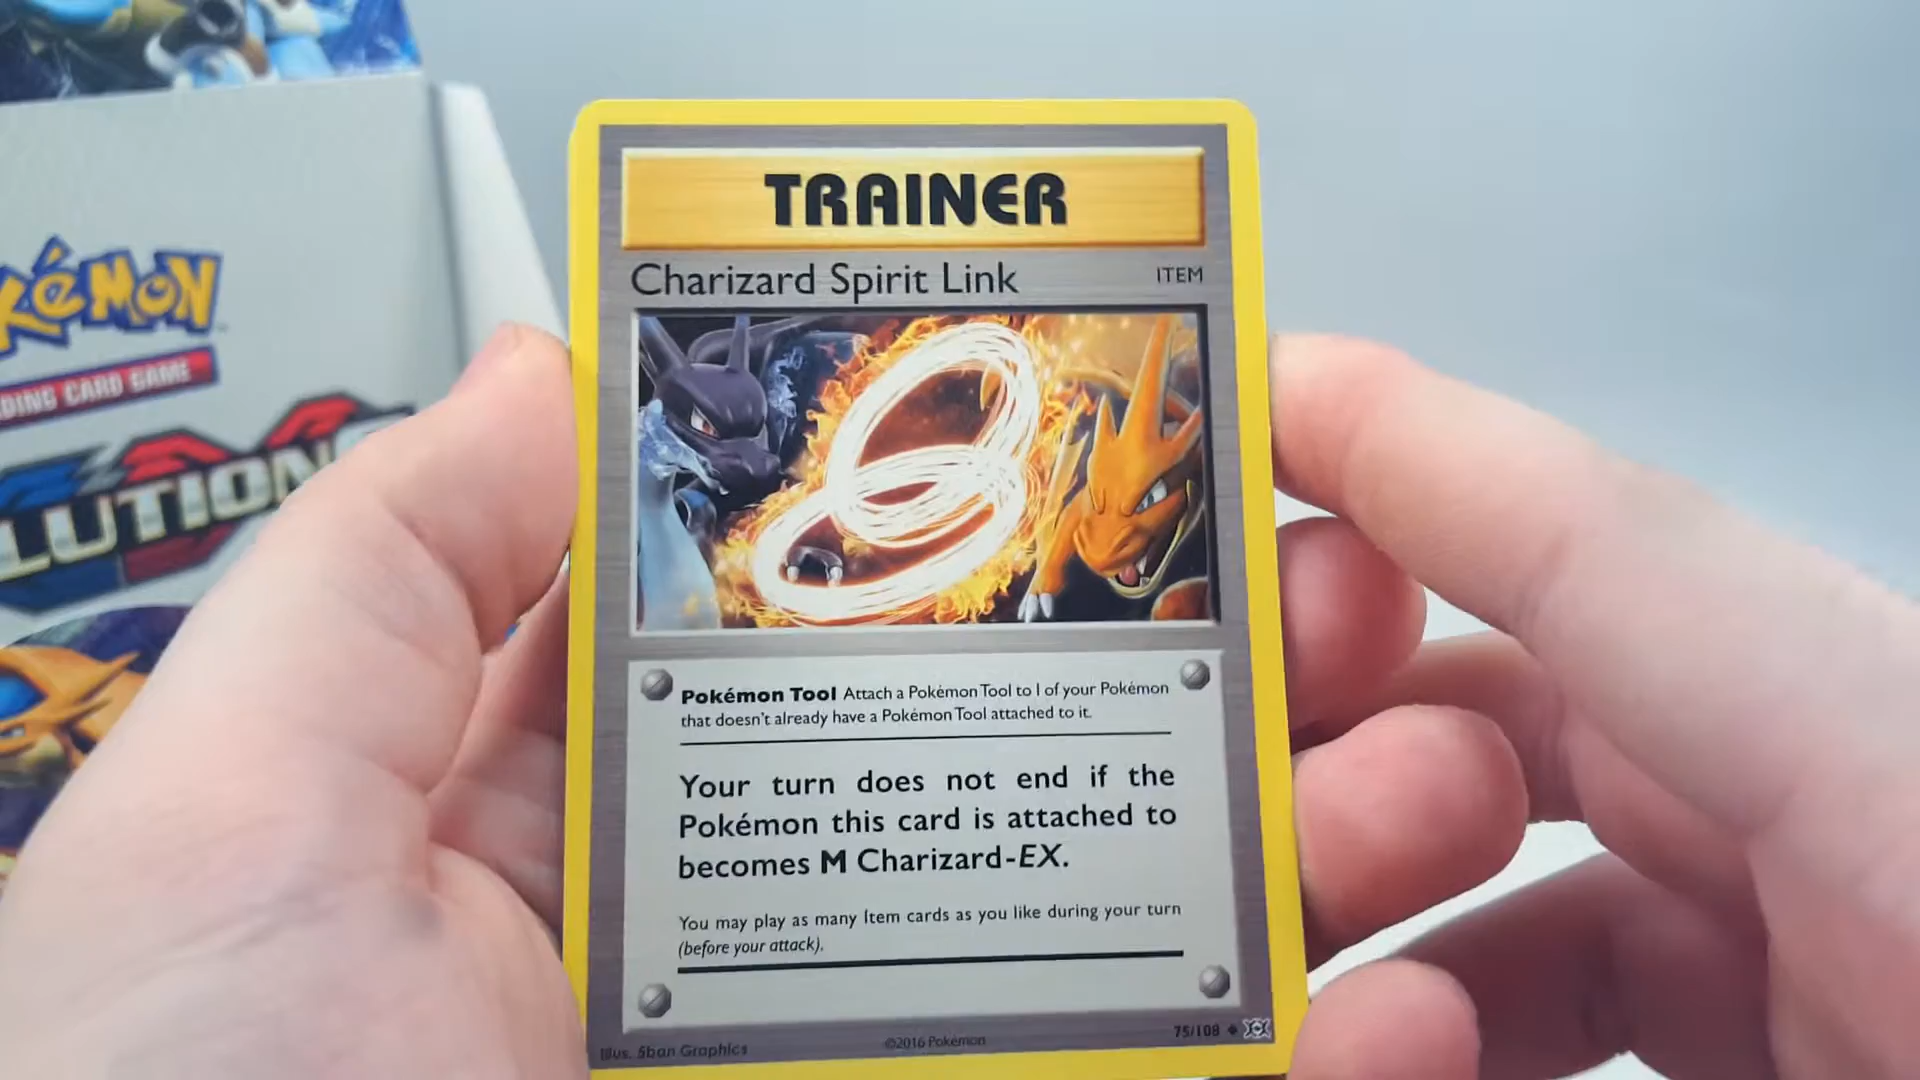 TRAINER
Charizard Spirit Link
ITEM
Pokémon Tool Attach a Pokémon Tool to 1 of your Pokémon
that doesn't already have a Pokémon Tool attached to it.
Your turn does not end if the
Pokémon this card is attached to
becomes M Charizard-EX.
You may play as many Item cards as you like during your turn
(before your attack).
Illus. 5ban Graphics
©2016 Pokémon
75/108
kéMoN
DING CARD GAME
LUTION